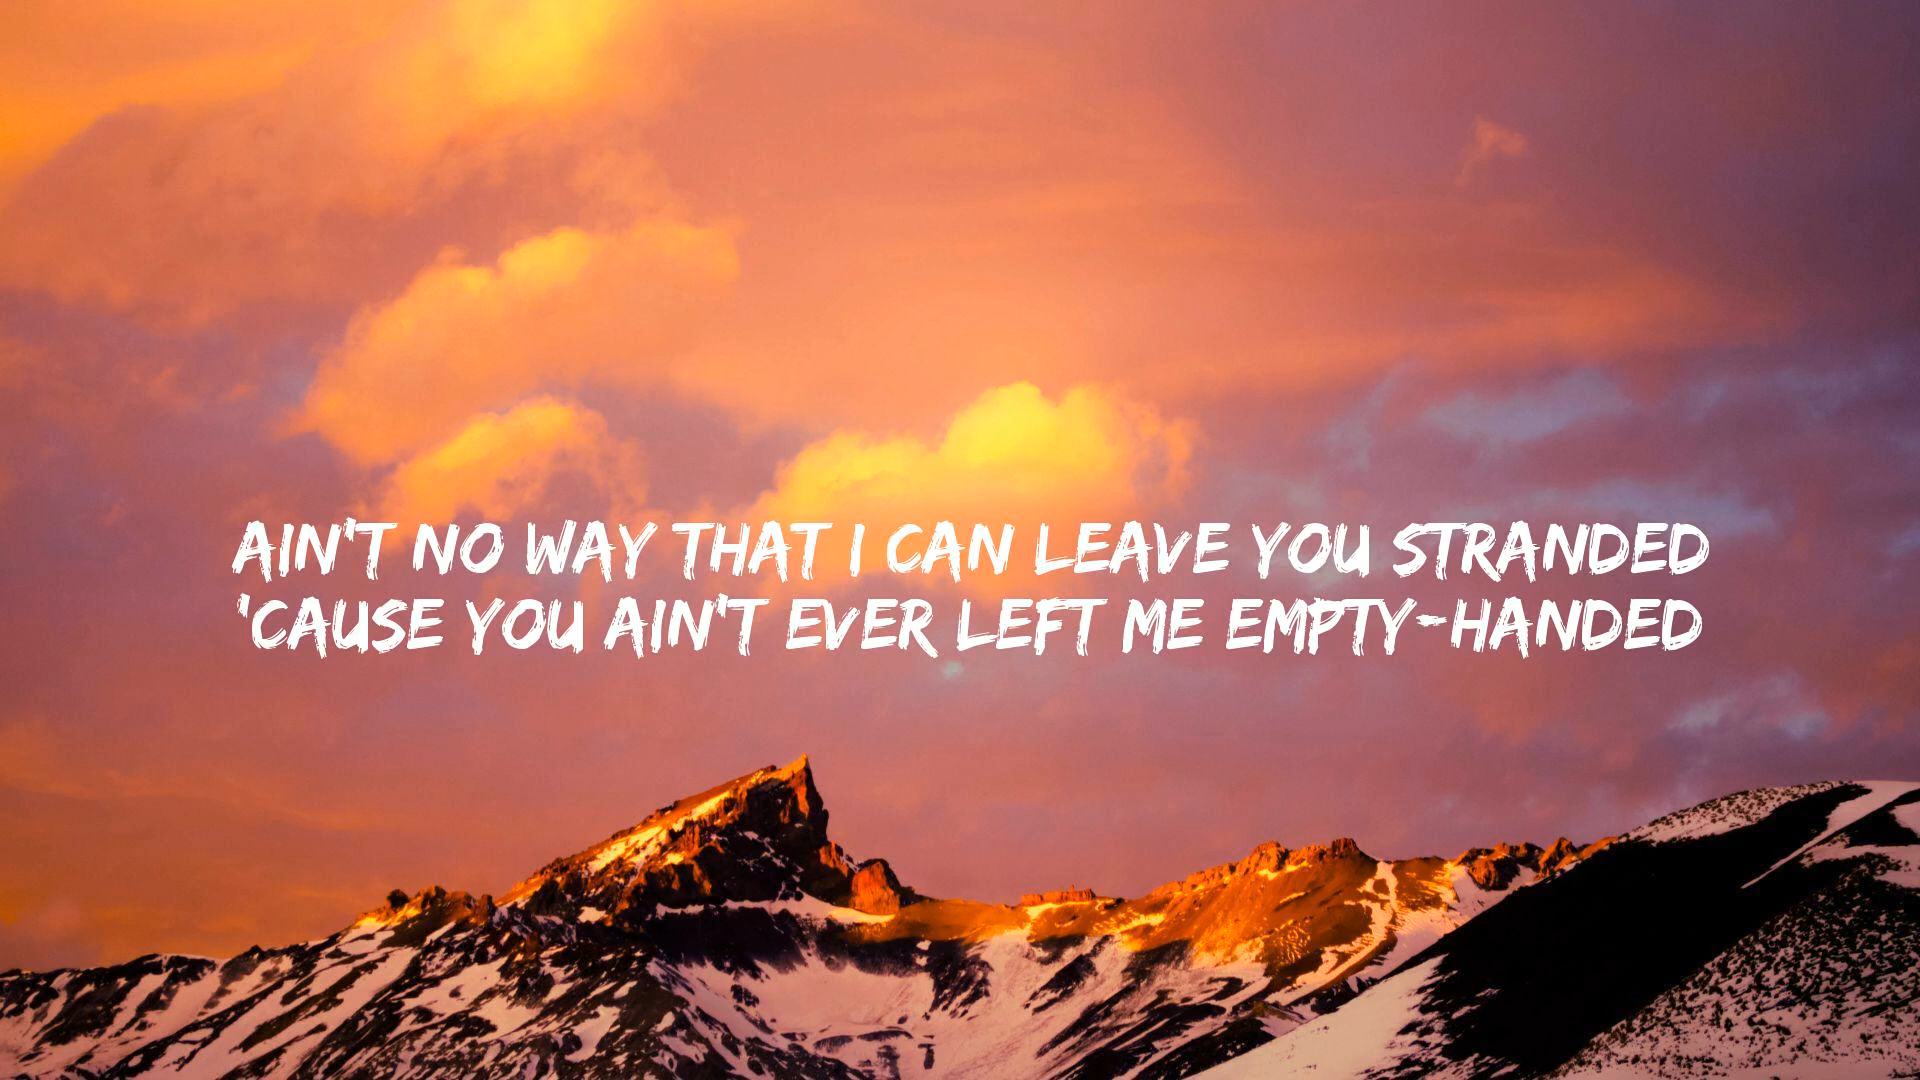 AIN'T NO WAY THAT I CAN LEAVE YOU STRANDED
'CAUSE YOU AIN'T EVER LEFT ME EMPTY-HANDED